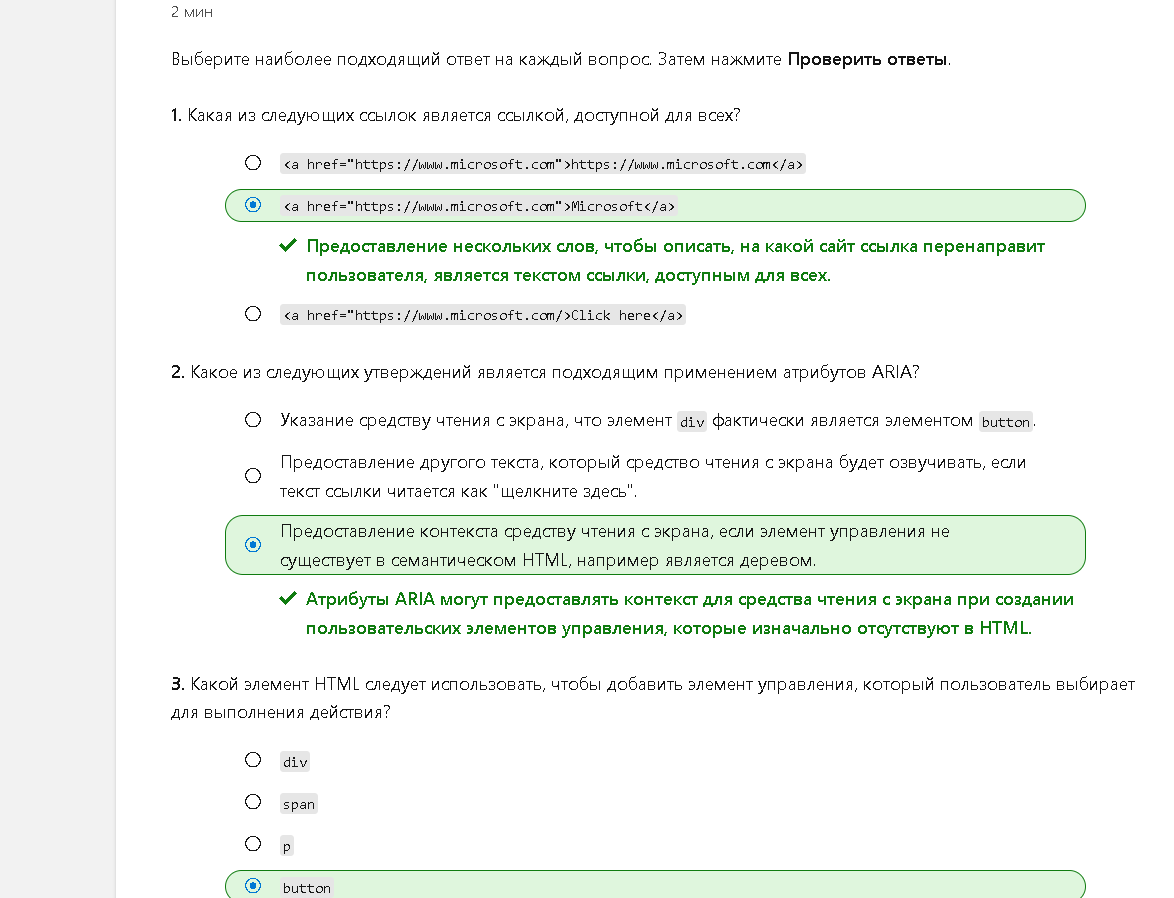 2 мин
Выберите наиболее подходящий ответ на каждый вопрос. Затем нажмите Проверить ответы.
1. Какая из следующих ссылок является ссылкой, доступной для всех?
<a href="https://www.microsoft.com">https://www.microsoft.com</a>
<a href="https://www.microsoft.com">Microsoft</a>
Предоставление нескольких слов, чтобы описать, на какой сайт ссылка перенаправит
пользователя, является текстом ссылки, доступным для всех.
<a href="https://www.microsoft.com/>Click here</a>
2. Какое из следующих утверждений является подходящим применением атрибутов ARIA?
Указание средству чтения с экрана, что элемент div фактически является элементом button.
Предоставление другого текста, который средство чтения с экрана будет озвучивать, если
текст ссылки читается как "щелкните здесь".
Предоставление контекста средству чтения с экрана, если элемент управления не
существует в семантическом HTML, например является деревом.
Атрибуты ARIA могут предоставлять контекст для средства чтения с экрана при создании
пользовательских элементов управления, которые изначально отсутствуют в HTML.
3. Какой элемент HTML следует использовать, чтобы добавить элемент управления, который пользователь выбирает
для выполнения действия?
div
span
p
button